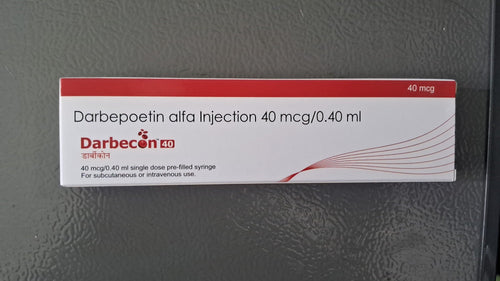 40 mcg
Darbepoetin alfa Injection 40 mcg/0.40 ml
Darbecon 40
डार्बेकॉन
40 mcg/0.40 ml single dose pre-filled syringe
For subcutaneous or intravenous use.